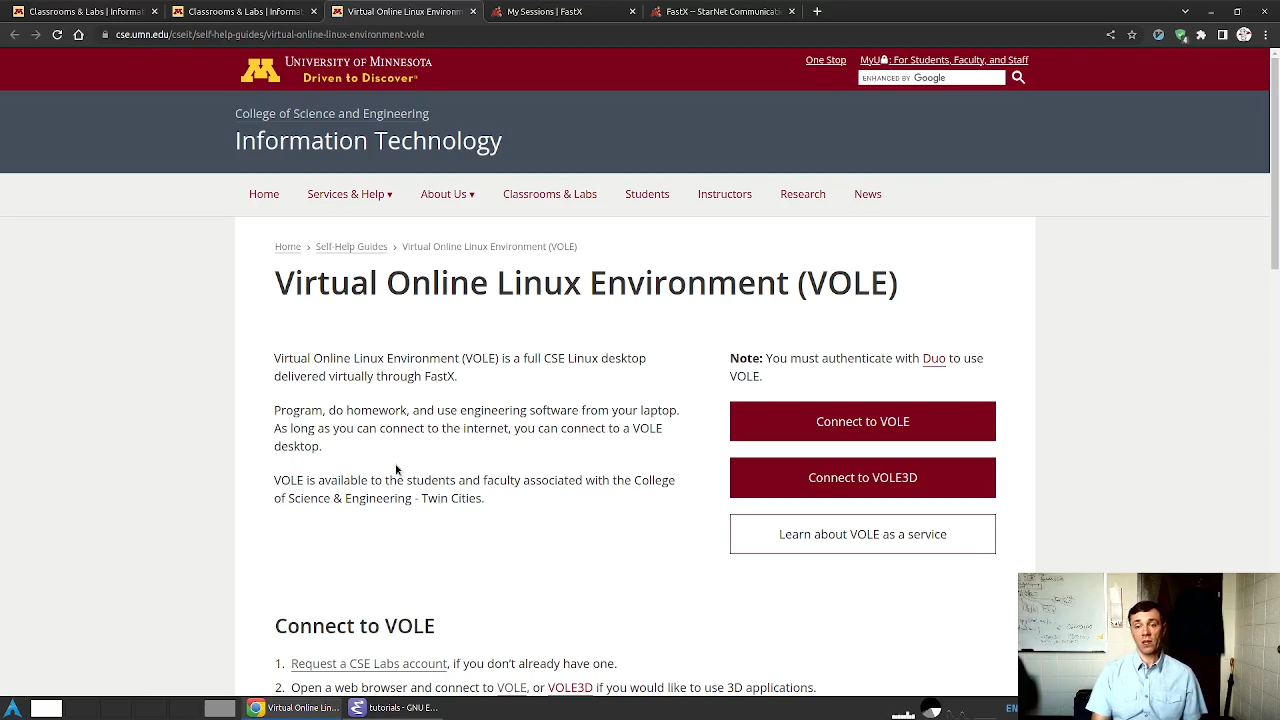 Classrooms & Labs | Environm
Classrooms & Labs | Informati
Virtual Online Linux Environm
My Sessions | FastX
FastX -- StarNet Communicatio
cse.umn.edu/cseit/self-help-guides/virtual-online-linux-environment-vole
UNIVERSITY OF MINNESOTA
Driven to Discover®
One Stop
MyU: For Students, Faculty, and Staff
ENHANCED BY Google
College of Science and Engineering
Information Technology
Home
Services & Help ▾
About Us ▾
Classrooms & Labs
Students
Instructors
Research
News
Home › Self-Help Guides › Virtual Online Linux Environment (VOLE)
Virtual Online Linux Environment (VOLE)
Virtual Online Linux Environment (VOLE) is a full CSE Linux desktop
delivered virtually through FastX.
Program, do homework, and use engineering software from your laptop.
As long as you can connect to the internet, you can connect to a VOLE
desktop.
VOLE is available to the students and faculty associated with the College
of Science & Engineering - Twin Cities.
Note: You must authenticate with Duo to use
VOLE.
Connect to VOLE
Connect to VOLE3D
Learn about VOLE as a service
Connect to VOLE
1. Request a CSE Labs account, if you don't already have one.
2. Open a web browser and connect to VOLE, or VOLE3D if you would like to use 3D applications.
Virtual Online Lin...
Tutorials - GNU E...
EN